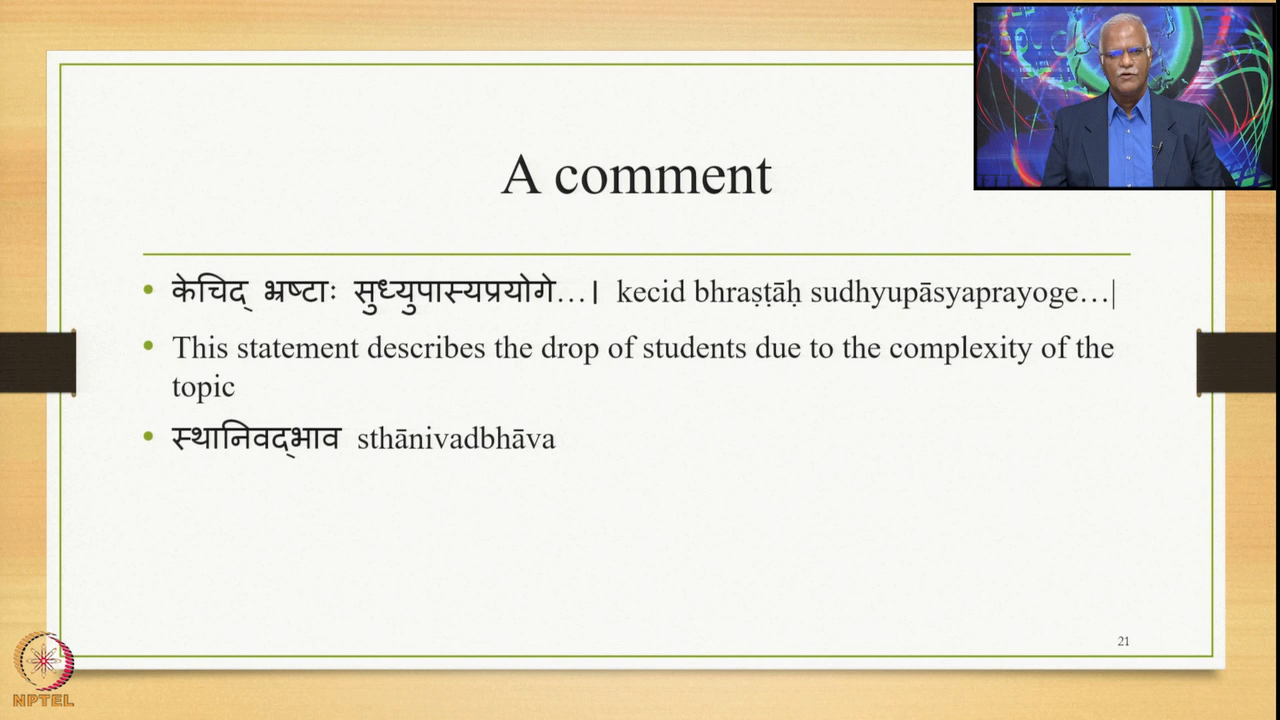 A comment
• केचिद् भ्रष्टाः सुध्युपास्यप्रयोगे…। kecid bhraṣṭāḥ sudhyupāsyaprayoge…|
• This statement describes the drop of students due to the complexity of the
topic
• स्थानिवद्भाव sthānivadbhāva
21
NPTEL